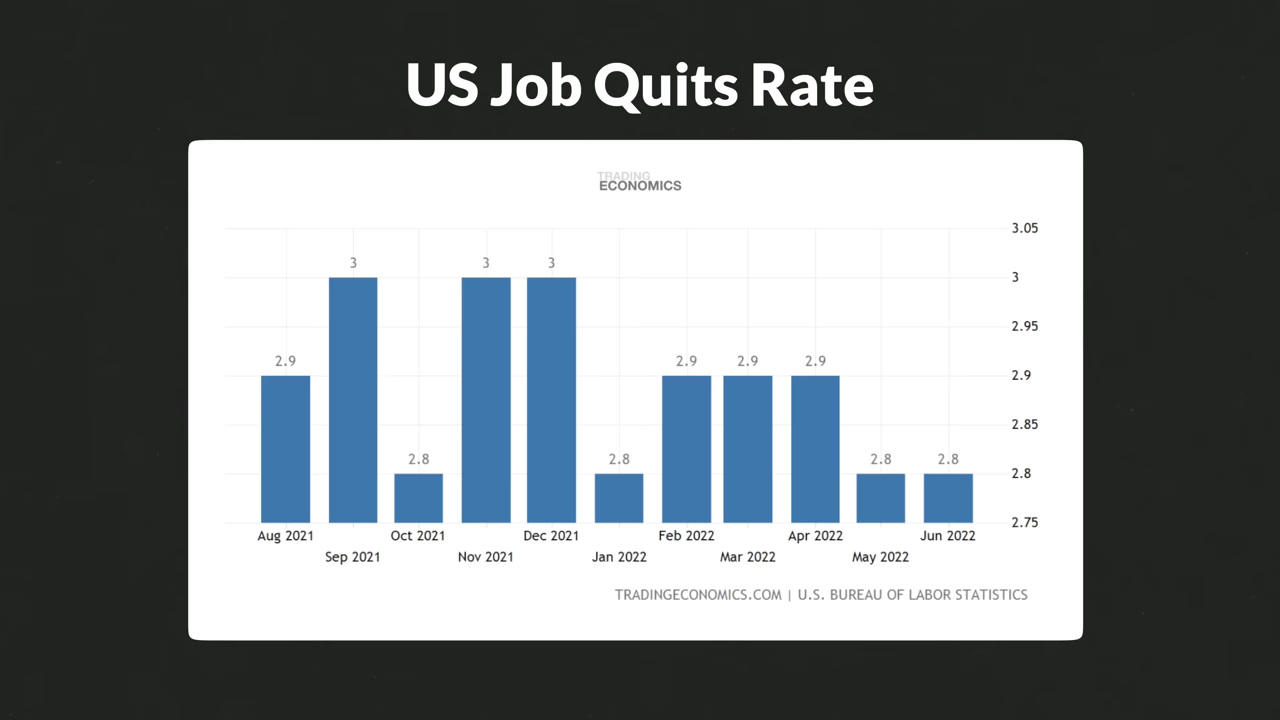 US Job Quits Rate
TRADING
ECONOMICS
3.05
3
2.95
2.9
2.85
2.8
2.75
2.9
3
2.8
3
3
2.8
2.9
2.9
2.9
2.8
2.8
Aug 2021
Sep 2021
Oct 2021
Nov 2021
Dec 2021
Jan 2022
Feb 2022
Mar 2022
Apr 2022
May 2022
Jun 2022
TRADINGECONOMICS.COM | U.S. BUREAU OF LABOR STATISTICS